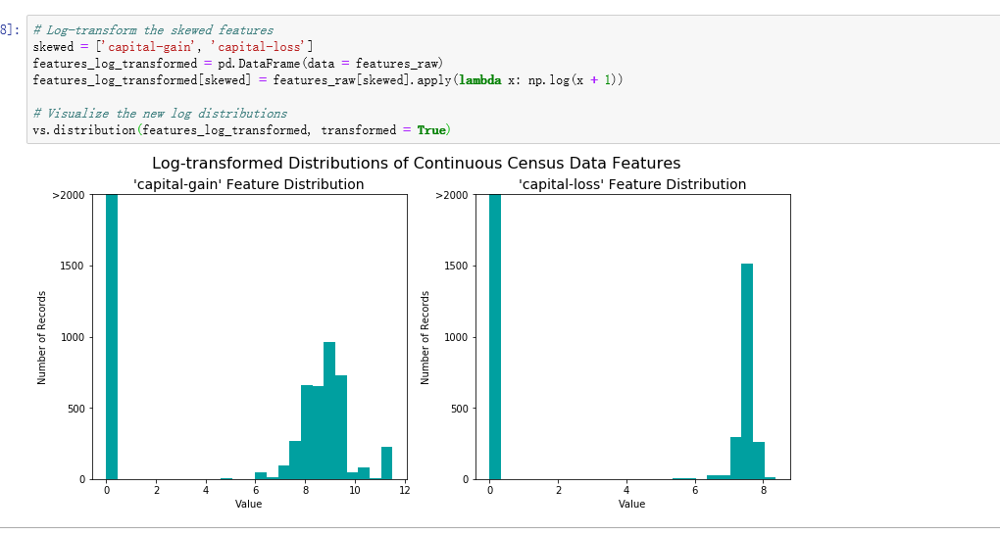 8]:
# Log-transform the skewed features
skewed = ['capital-gain', 'capital-loss']
features_log_transformed = pd.DataFrame(data = features_raw)
features_log_transformed[skewed] = features_raw[skewed].apply(lambda x: np.log(x + 1))
# Visualize the new log distributions
vs.distribution(features_log_transformed, transformed = True)
Log-transformed Distributions of Continuous Census Data Features
'capital-gain' Feature Distribution
>2000
1500
1000
500
0
Number of Records
0 2 4 6 8 10 12
Value
'capital-loss' Feature Distribution
>2000
1500
1000
500
0
Number of Records
0 2 4 6 8
Value